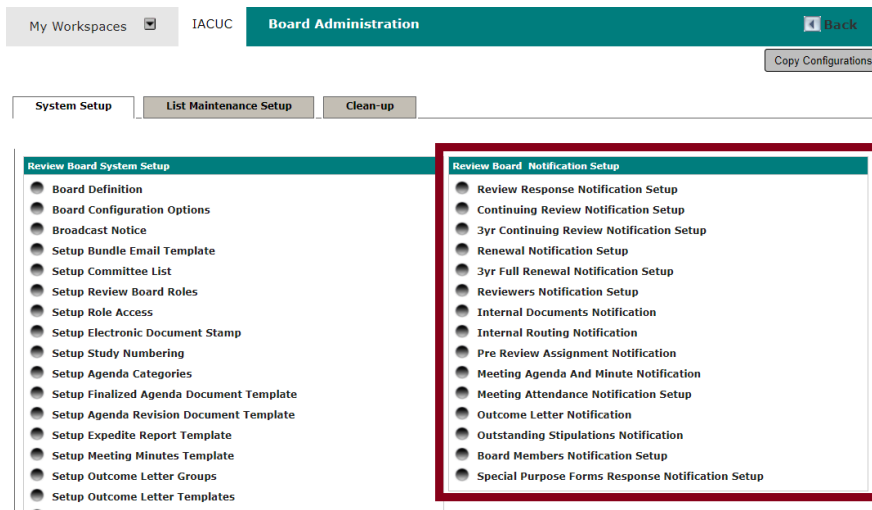 My Workspaces IACUC Board Administration Back
Copy Configurations
System Setup List Maintenance Setup Clean-up
Review Board System Setup
Board Definition
Board Configuration Options
Broadcast Notice
Setup Bundle Email Template
Setup Committee List
Setup Review Board Roles
Setup Role Access
Setup Electronic Document Stamp
Setup Study Numbering
Setup Agenda Categories
Setup Finalized Agenda Document Template
Setup Agenda Revision Document Template
Setup Expedite Report Template
Setup Meeting Minutes Template
Setup Outcome Letter Groups
Setup Outcome Letter Templates
Review Board Notification Setup
Review Response Notification Setup
Continuing Review Notification Setup
3yr Continuing Review Notification Setup
Renewal Notification Setup
3yr Full Renewal Notification Setup
Reviewers Notification Setup
Internal Documents Notification
Internal Routing Notification
Pre Review Assignment Notification
Meeting Agenda And Minute Notification
Meeting Attendance Notification Setup
Outcome Letter Notification
Outstanding Stipulations Notification
Board Members Notification Setup
Special Purpose Forms Response Notification Setup